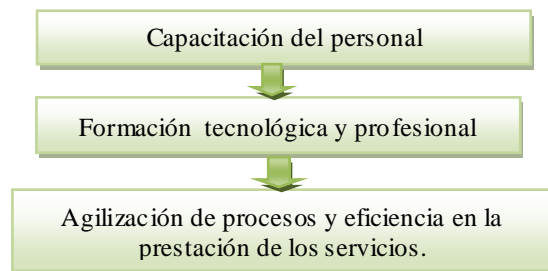 Capacitación del personal
Formación tecnológica y profesional
Agilización de procesos y eficiencia en la
prestación de los servicios.